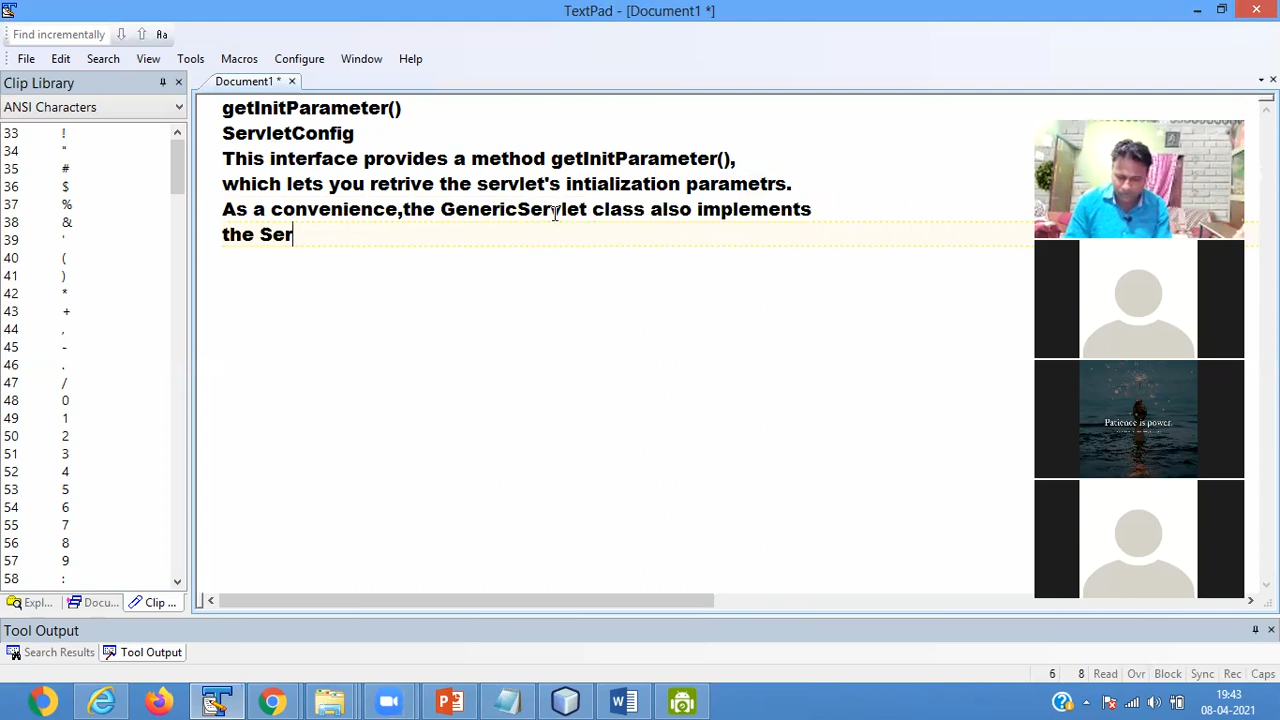 TextPad - [Document1 *]
Find incrementally
Aa
File Edit Search View Tools Macros Configure Window Help
Clip Library
Document1 *
ANSI Characters
33 !
34 "
35 #
36 $
37 %
38 &
39 '
40 (
41 )
42 *
43 +
44 ,
45 -
46 .
47 /
48 0
49 1
50 2
51 3
52 4
53 5
54 6
55 7
56 8
57 9
58 :
getInitParameter()
ServletConfig
This interface provides a method getInitParameter(),
which lets you retrive the servlet's intialization parametrs.
As a convenience,the GenericServlet class also implements
the Ser
Patience is power.
Expl... Docu... Clip ...
Tool Output
Search Results Tool Output
6 8 Read Ovr Block Sync Rec Caps
19:43
08-04-2021